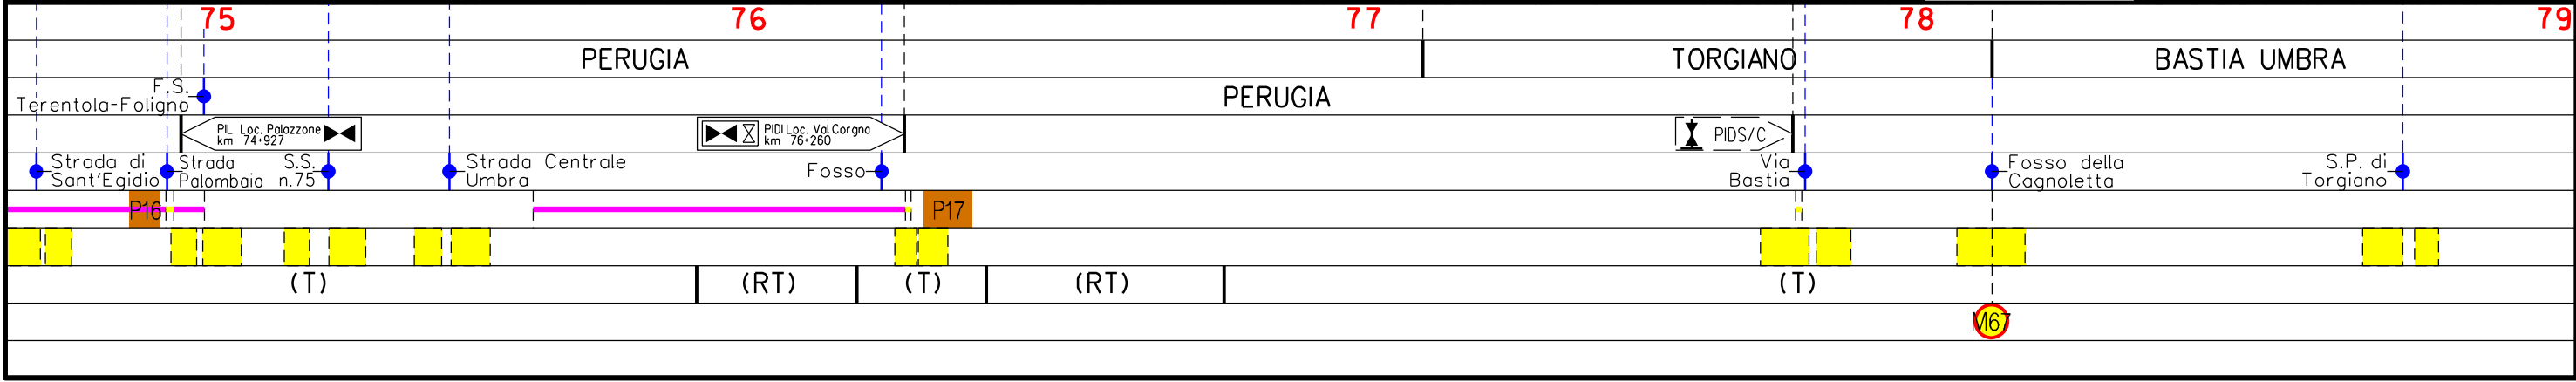 75 76 77 78 79
PERUGIA TORGIANO BASTIA UMBRA
F.S.
Terentola-Foligno
PERUGIA
PIL Loc. Palazzone
km 74+927
PIDI Loc. Val Corgna
km 76+260
PIDS/C
Strada di
Sant'Egidio
Strada
Palombaio
S.S.
n.75
Strada Centrale
Umbra
Fosso
Via
Bastia
Fosso della
Cagnoletta
S.P. di
Torgiano
P16 P17
(T) (RT) (T) (RT) (T)
M67